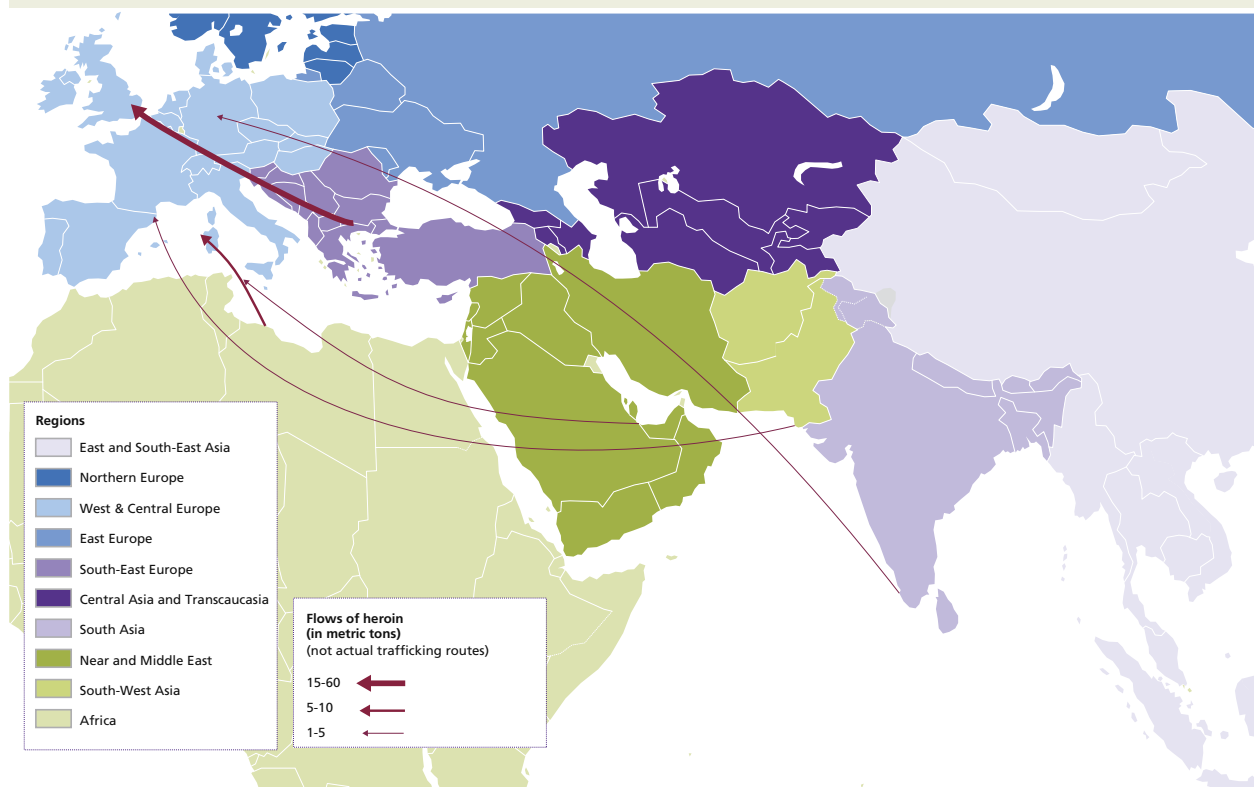 Regions
East and South-East Asia
Northern Europe
West & Central Europe
East Europe
South-East Europe
Central Asia and Transcaucasia
South Asia
Near and Middle East
South-West Asia
Africa
Flows of heroin
(in metric tons)
(not actual trafficking routes)
15-60
5-10
1-5